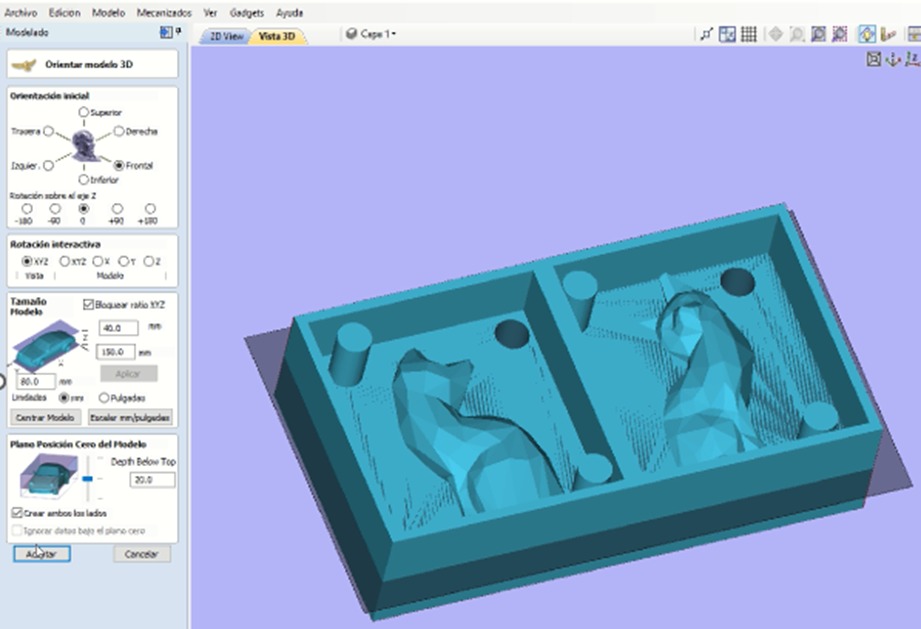 Archivo Edicion Modelo Mecanizados Ver Gadgets Ayuda
Modelado
2D View Vista 3D Capa 1
Orientar modelo 3D
Orientación inicial
Superior
Trasera Derecha
Izquier. Frontal
Inferior
Rotación sobre el eje Z
-180 -90 0 +90 +180
Rotación interactiva
XYZ XYZ X Y Z
Vista Modelo
Tamaño
Modelo
Bloquear ratio XYZ
40.0 mm
150.0 mm
Aplicar
80.0 mm
Unidades mm Pulgadas
Centrar Modelo Escalar mm/pulgadas
Plano Posición Cero del Modelo
Depth Below Top
20.0
Crear ambos los lados
Ignorar datos bajo el plano cero
Aceptar Cancelar